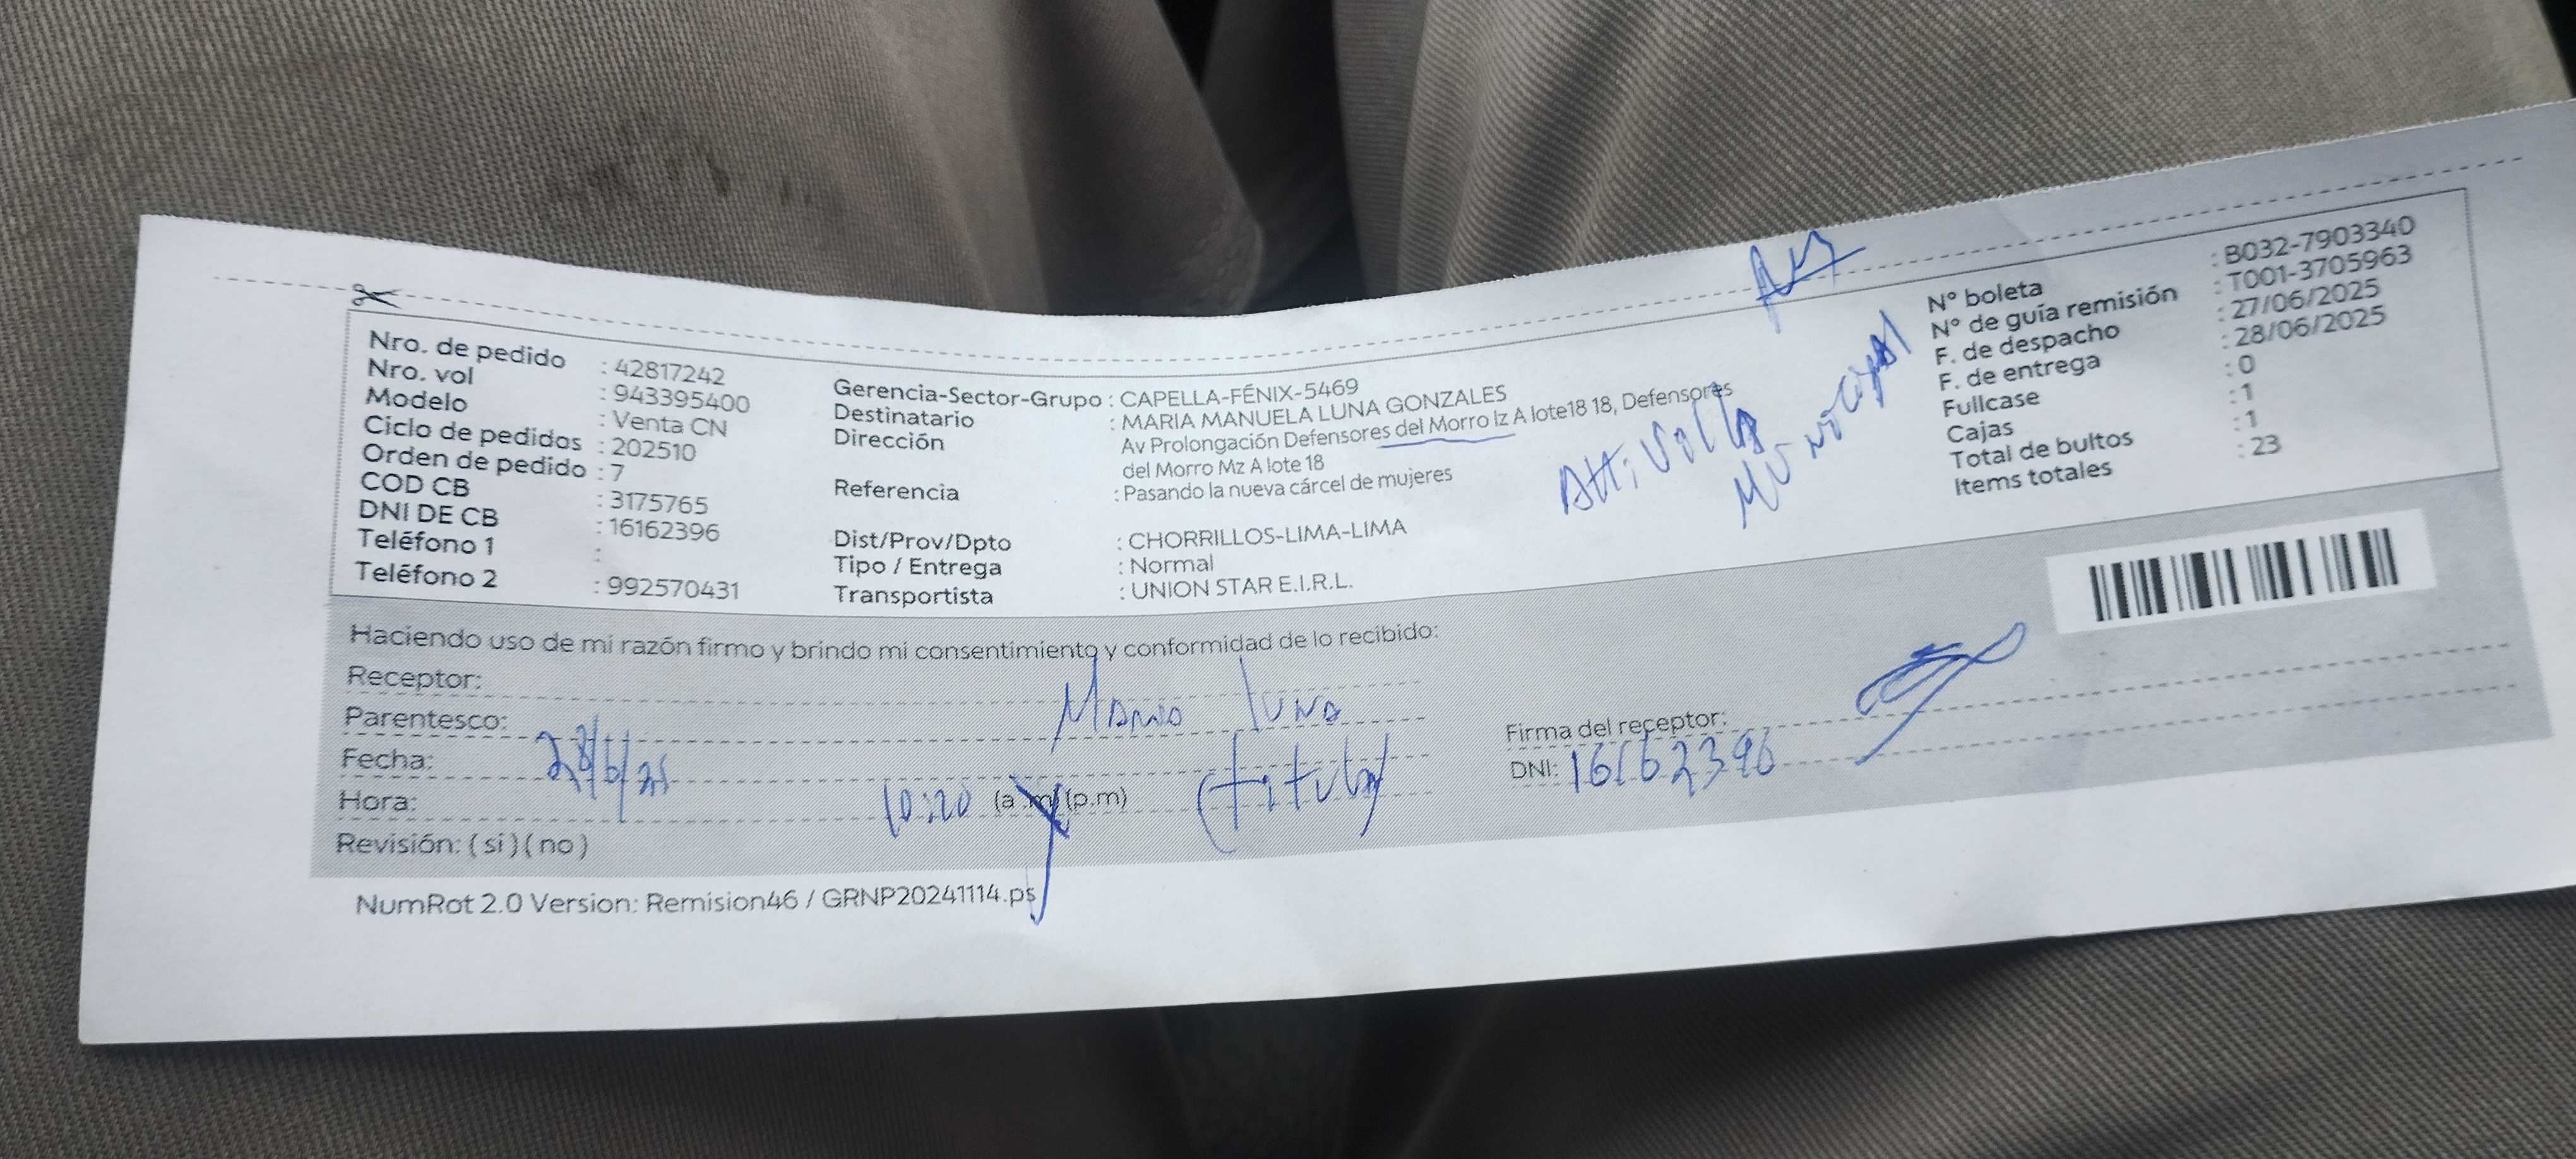 Nro. de pedido : 42817242
Nro. vol : 943395400
Modelo : Venta CN
Ciclo de pedidos : 202510
Orden de pedido : 7
COD CB : 3175765
DNI DE CB : 16162396
Teléfono 1 :
Teléfono 2 : 992570431
Gerencia-Sector-Grupo : CAPELLA-FÉNIX-5469
Destinatario : MARIA MANUELA LUNA GONZALES
Dirección : Av Prolongación Defensores del Morro Iz A lote18 18, Defensores
del Morro Mz A lote 18
Referencia : Pasando la nueva cárcel de mujeres
Dist/Prov/Dpto : CHORRILLOS-LIMA-LIMA
Tipo / Entrega : Normal
Transportista : UNION STAR E.I.R.L.
N° boleta : B032-7903340
N° de guía remisión : T001-3705963
F. de despacho : 27/06/2025
F. de entrega : 28/06/2025
Fullcase : 0
Cajas : 1
Total de bultos : 1
Items totales : 23
Haciendo uso de mi razón firmo y brindo mi consentimiento y conformidad de lo recibido:
Receptor:
Parentesco: Luna
Fecha: 28/6/25
Hora: 10:20 (a.m) (p.m) (titular)
Revisión: ( si ) ( no )
Firma del receptor:
DNI: 16162396
NumRot 2.0 Version: Remision46 / GRNP20241114.ps